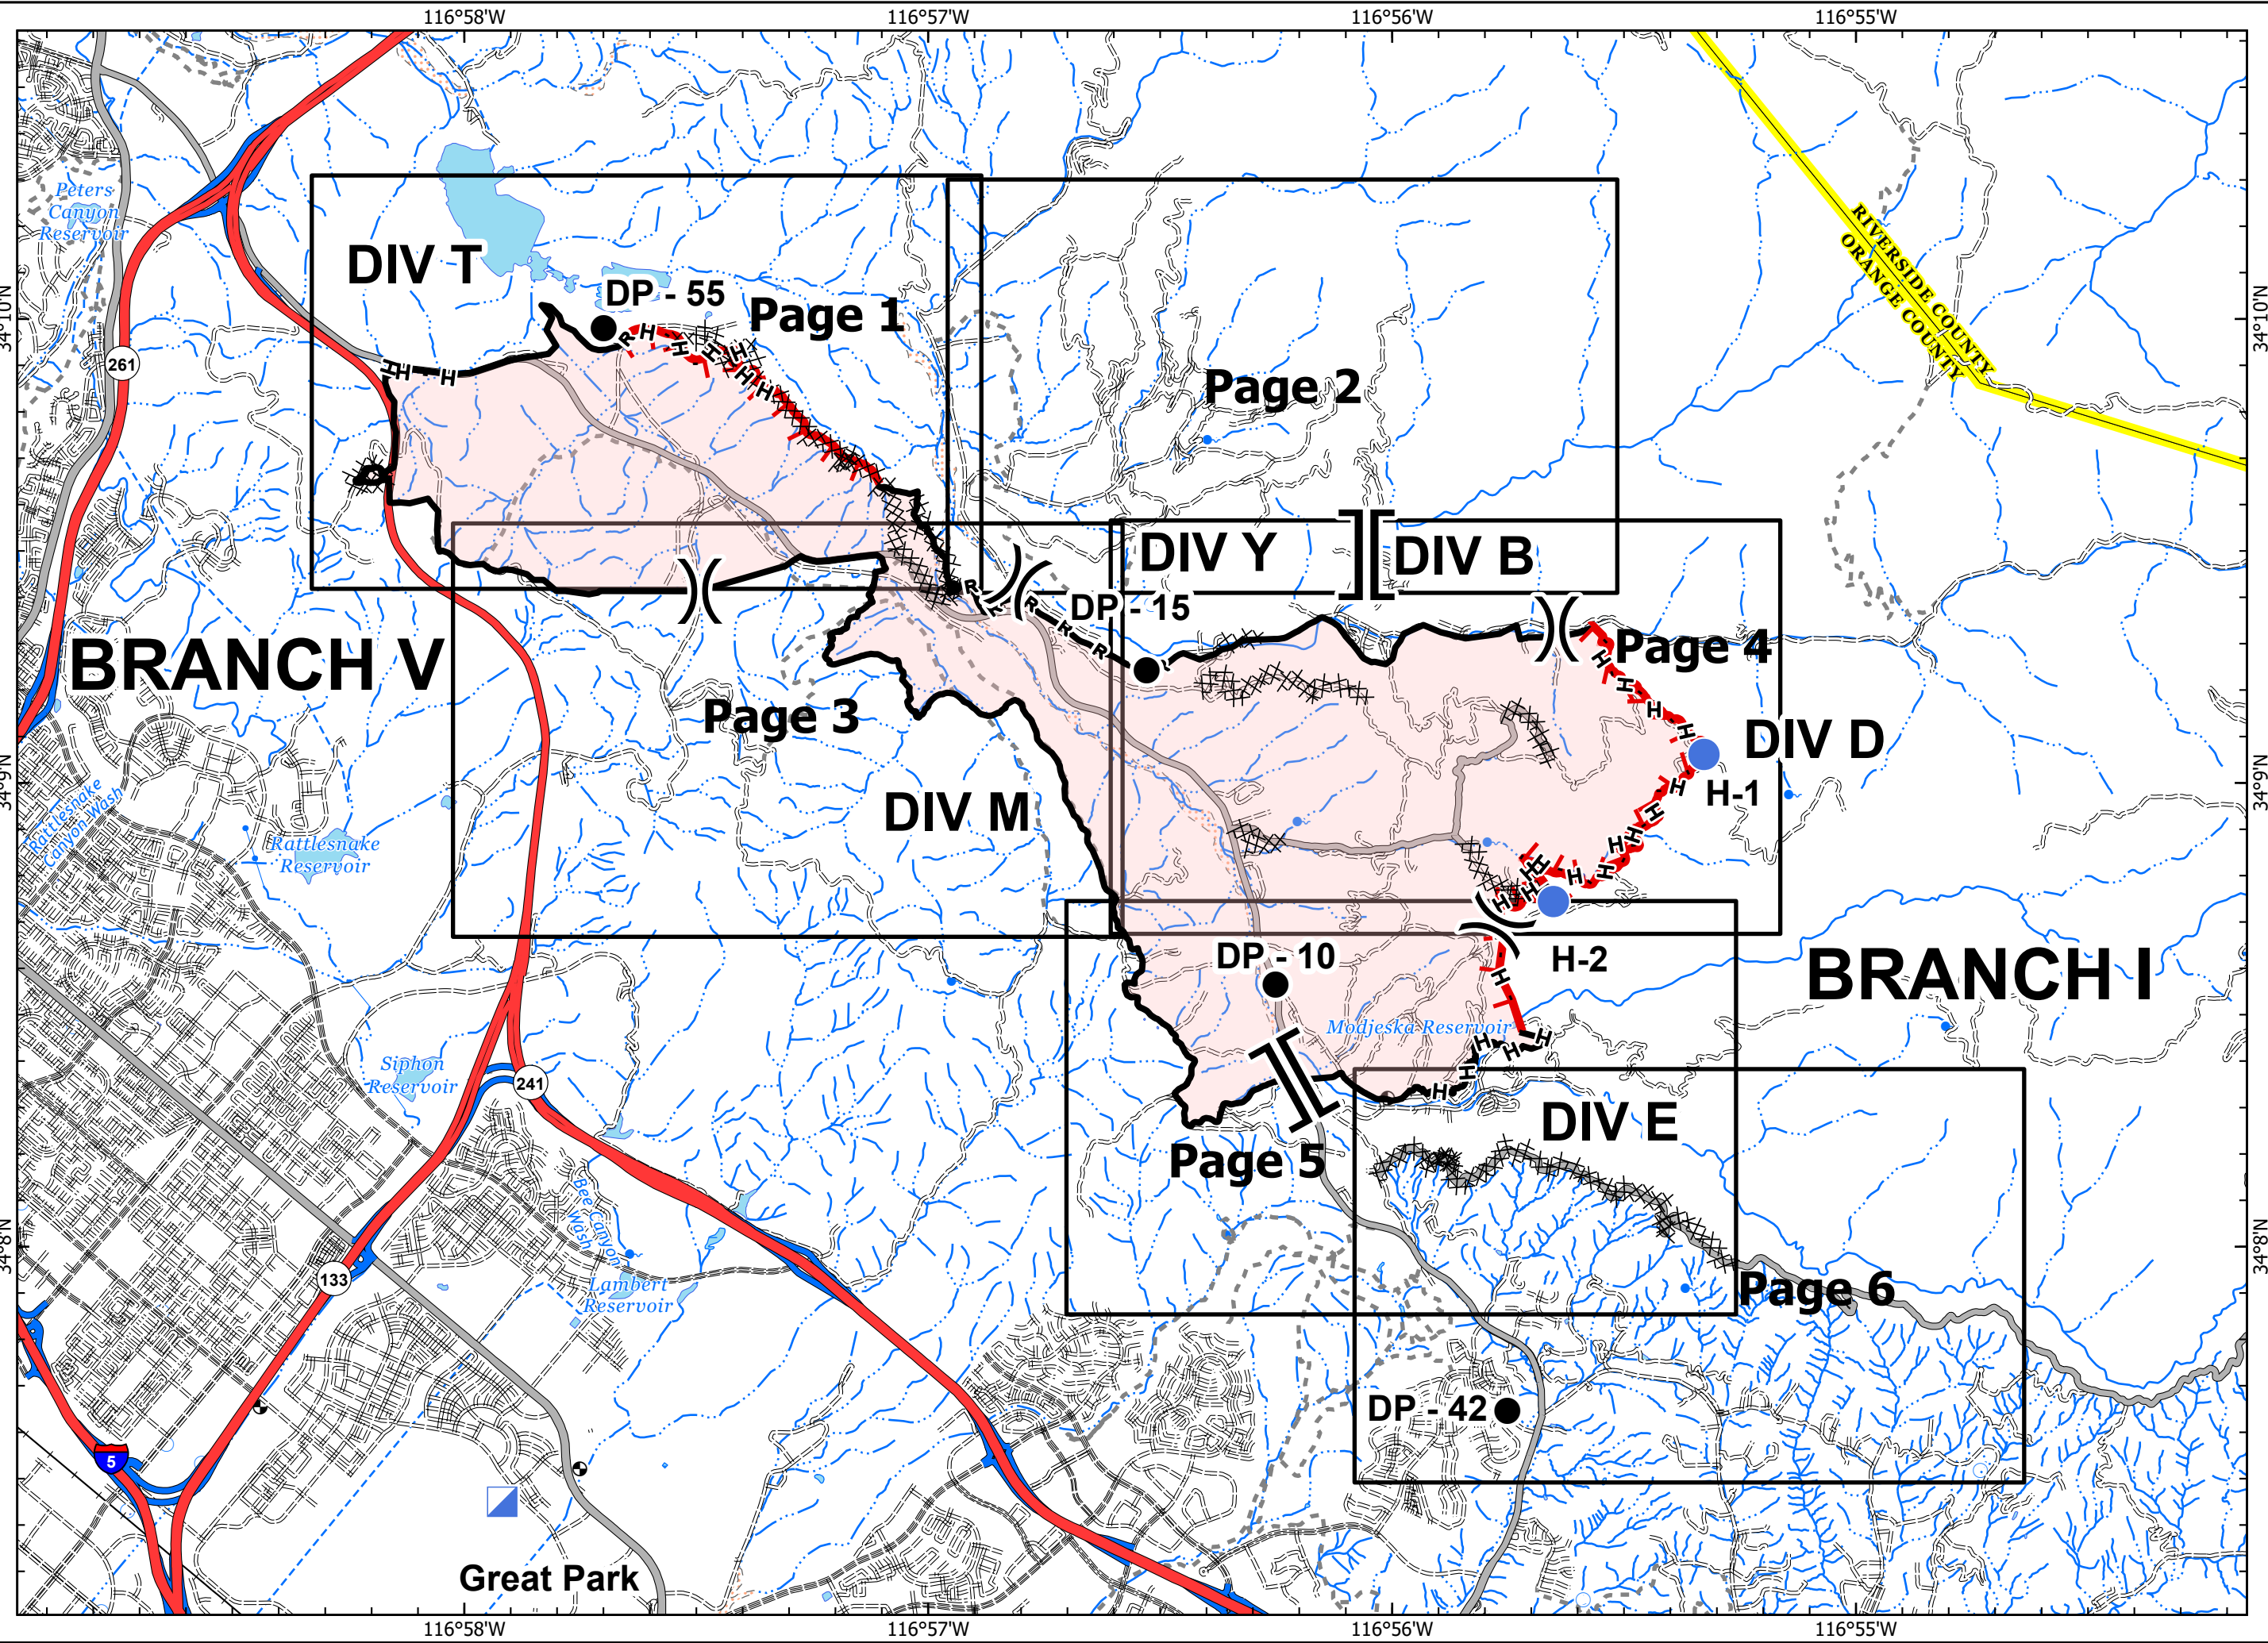 116°58'W
116°57'W
116°56'W
116°55'W
Peters
Canyon
Reservoir
RIVERSIDE COUNTY
ORANGE COUNTY
DIV T
DP - 55
Page 1
34°10'N
34°10'N
261
R
H
H
H
H
H
H
H
H
H
Page 2
DIV Y
DIV B
R
R
R
R
DP - 15
BRANCH V
Page 4
Page 3
H
H
H
H
DIV D
34°9'N
34°9'N
DIV M
H-1
H
H
H
H
H
H
H
H
H
H
Rattlesnake
Canyon Wash
Rattlesnake
Reservoir
DP - 10
H-2
BRANCH I
H
Modjeska Reservoir
H
H
H
H
H
Siphon
Reservoir
241
DIV E
Page 5
Bee Canyon
Wash
34°8'N
34°8'N
133
Lambert
Reservoir
Page 6
DP - 42
5
Great Park
116°58'W
116°57'W
116°56'W
116°55'W